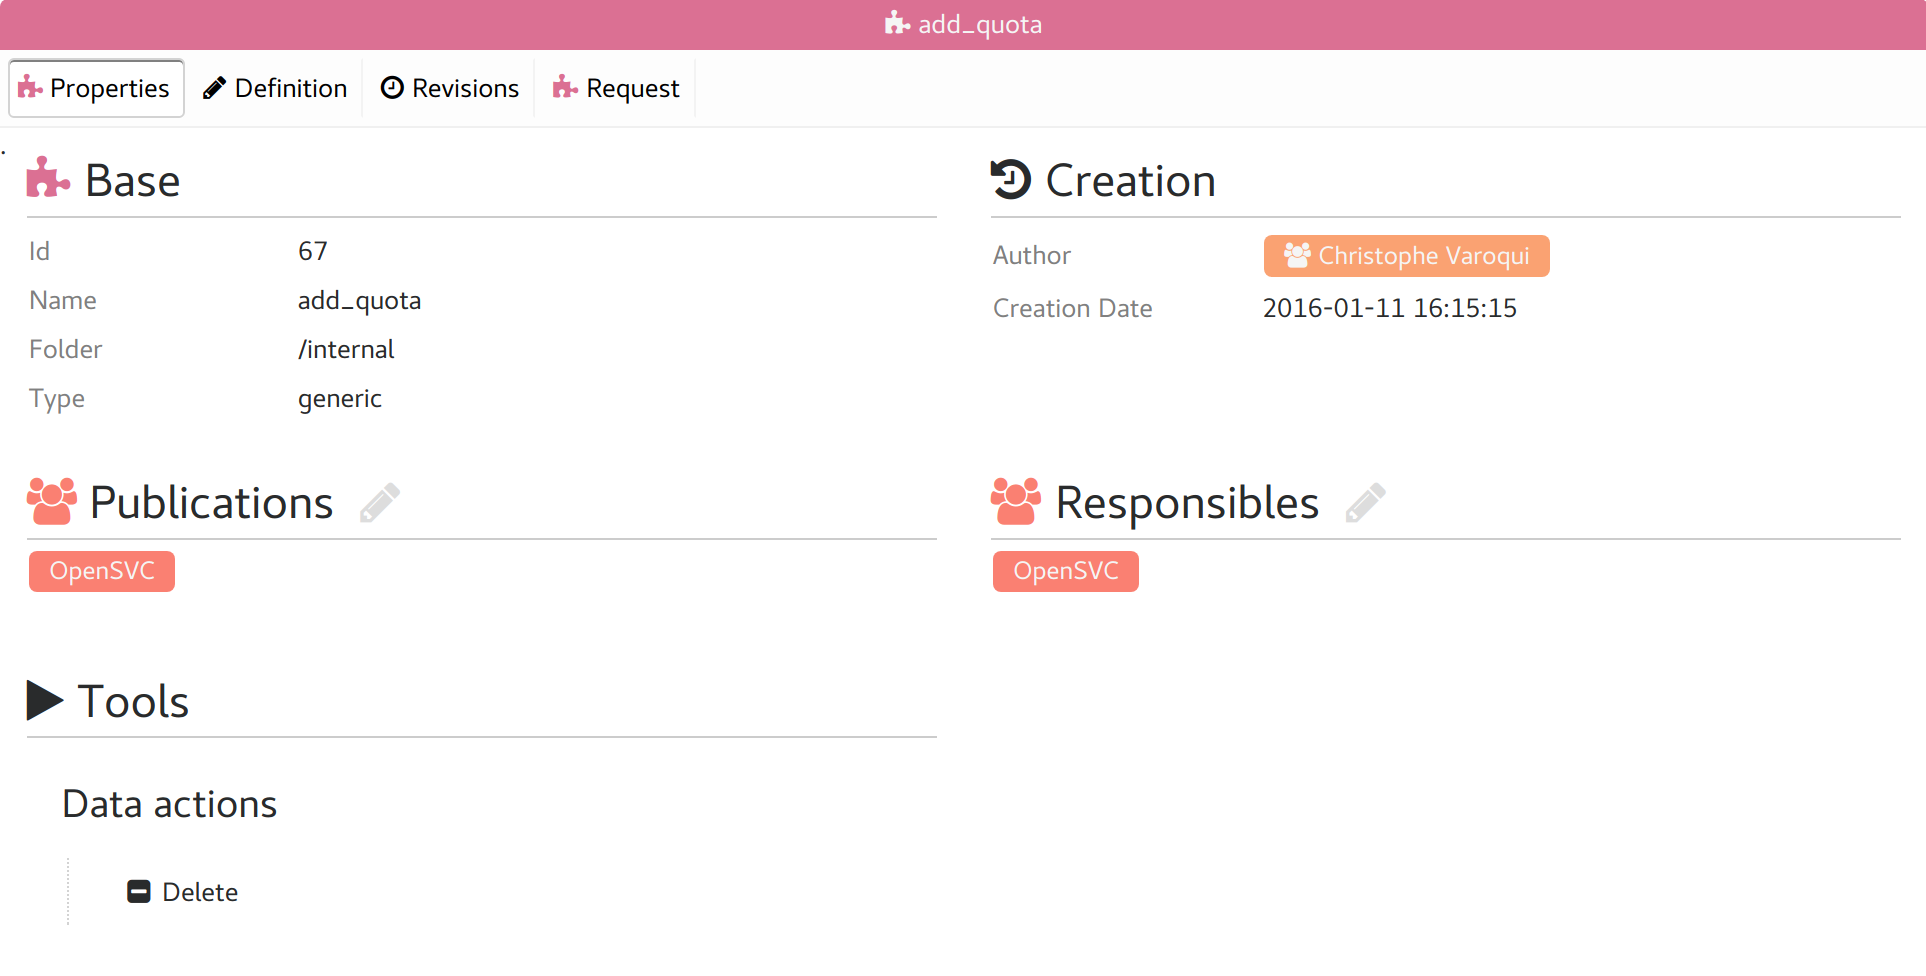 add_quota
Properties Definition Revisions Request
Base
Id 67
Name add_quota
Folder /internal
Type generic
Creation
Author Christophe Varoqui
Creation Date 2016-01-11 16:15:15
Publications
OpenSVC
Responsibles
OpenSVC
Tools
Data actions
Delete